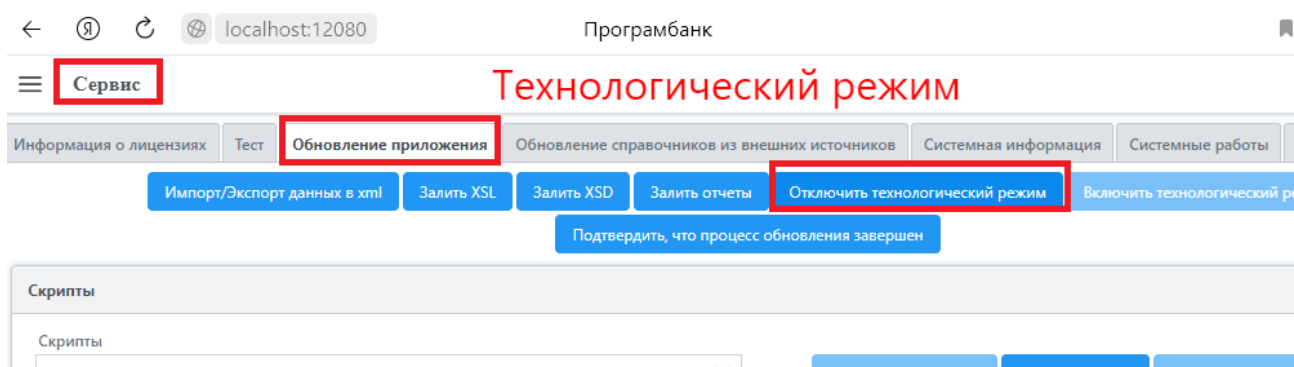 localhost:12080 Програмбанк
Сервис Технологический режим
Информация о лицензиях Тест Обновление приложения Обновление справочников из внешних источников Системная информация Системные работы
Импорт/Экспорт данных в xml Залить XSL Залить XSD Залить отчеты Отключить технологический режим Включить технологический р
Подтвердить, что процесс обновления завершен
Скрипты
Скрипты